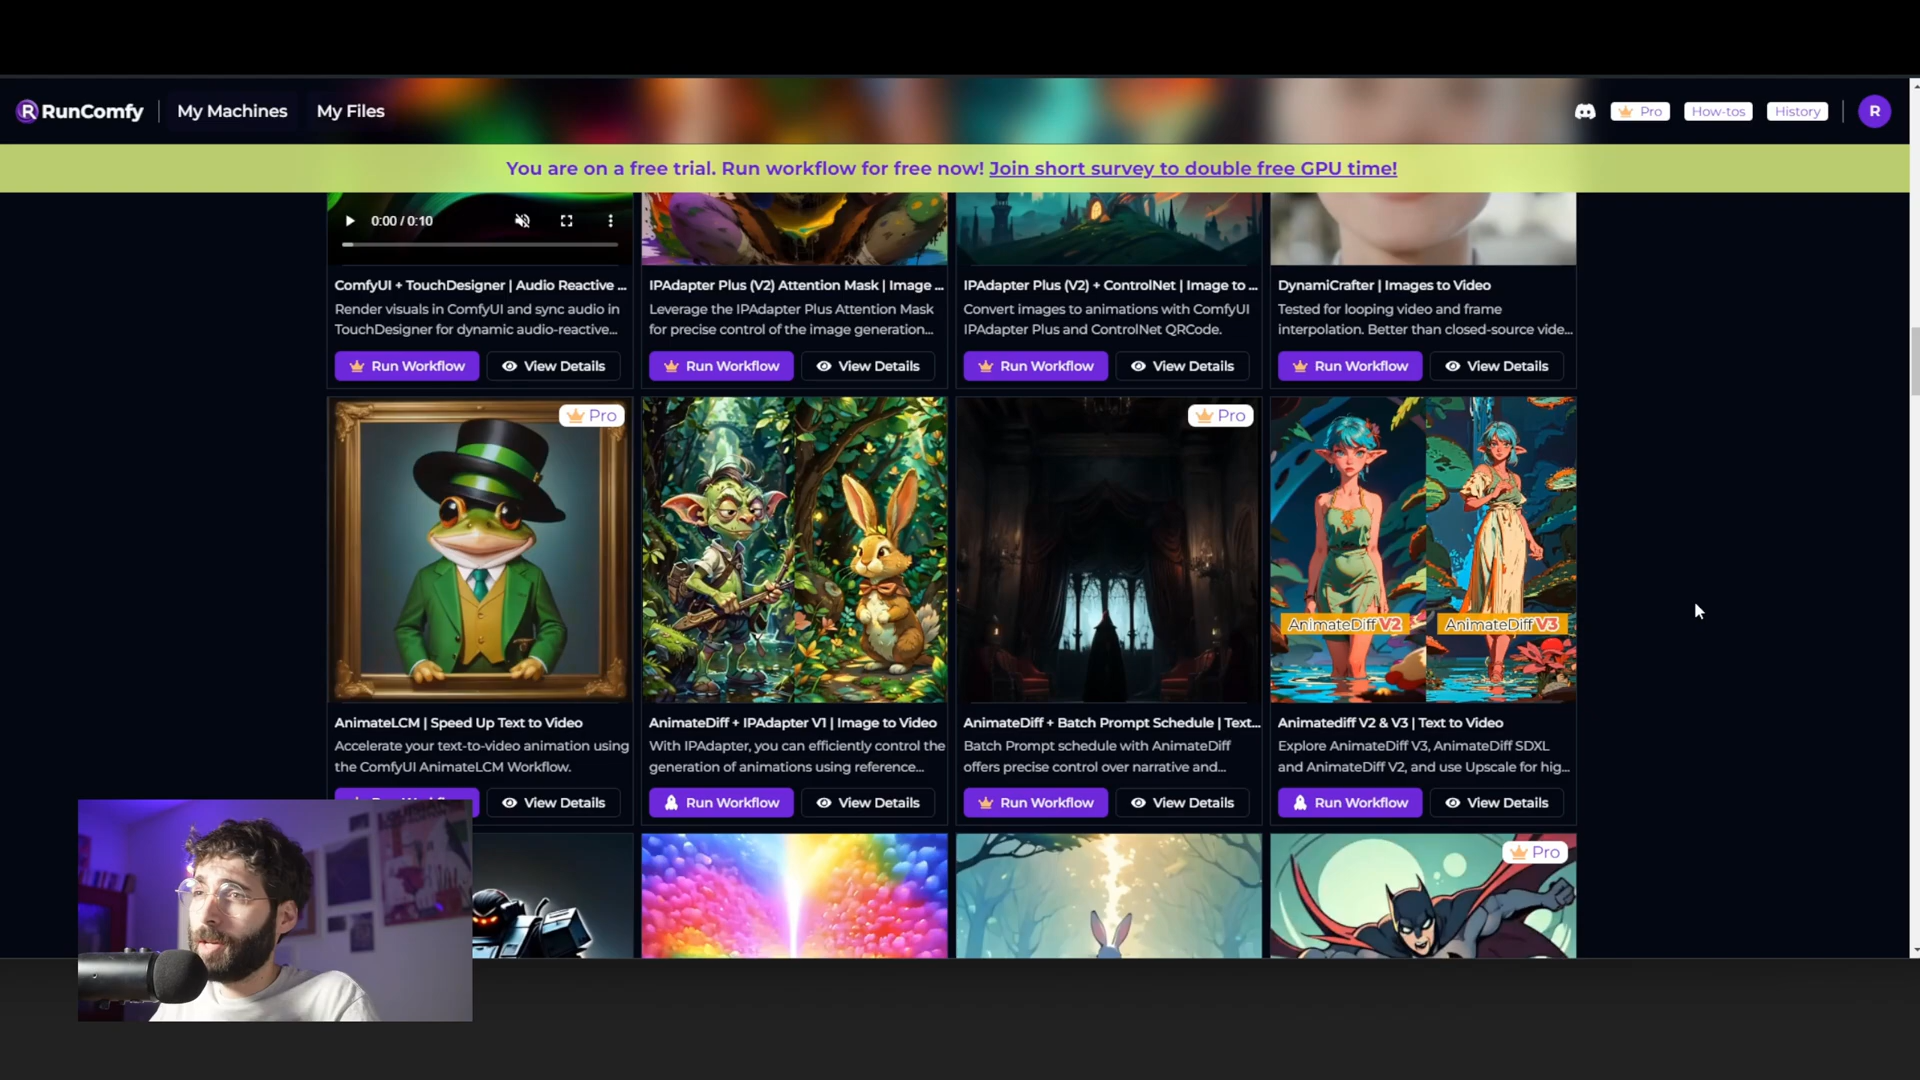 RunComfy
My Machines
My Files
Pro
How-tos
History
R
You are on a free trial. Run workflow for free now! Join short survey to double free GPU time!
0:00 / 0:10
ComfyUI + TouchDesigner | Audio Reactive ...
Render visuals in ComfyUI and sync audio in
TouchDesigner for dynamic audio-reactive...
Run Workflow
View Details
IPAdapter Plus (V2) Attention Mask | Image ...
Leverage the IPAdapter Plus Attention Mask
for precise control of the image generation...
Run Workflow
View Details
IPAdapter Plus (V2) + ControlNet | Image to ...
Convert images to animations with ComfyUI
IPAdapter Plus and ControlNet QRCode.
Run Workflow
View Details
DynamiCrafter | Images to Video
Tested for looping video and frame
interpolation. Better than closed-source vide...
Run Workflow
View Details
Pro
AnimateLCM | Speed Up Text to Video
Accelerate your text-to-video animation using
the ComfyUI AnimateLCM Workflow.
View Details
AnimateDiff + IPAdapter V1 | Image to Video
With IPAdapter, you can efficiently control the
generation of animations using reference...
Run Workflow
View Details
Pro
AnimateDiff + Batch Prompt Schedule | Text...
Batch Prompt schedule with AnimateDiff
offers precise control over narrative and...
Run Workflow
View Details
AnimateDiff V2
AnimateDiff V3
Animatediff V2 & V3 | Text to Video
Explore AnimateDiff V3, AnimateDiff SDXL
and AnimateDiff V2, and use Upscale for hig...
Run Workflow
View Details
Pro